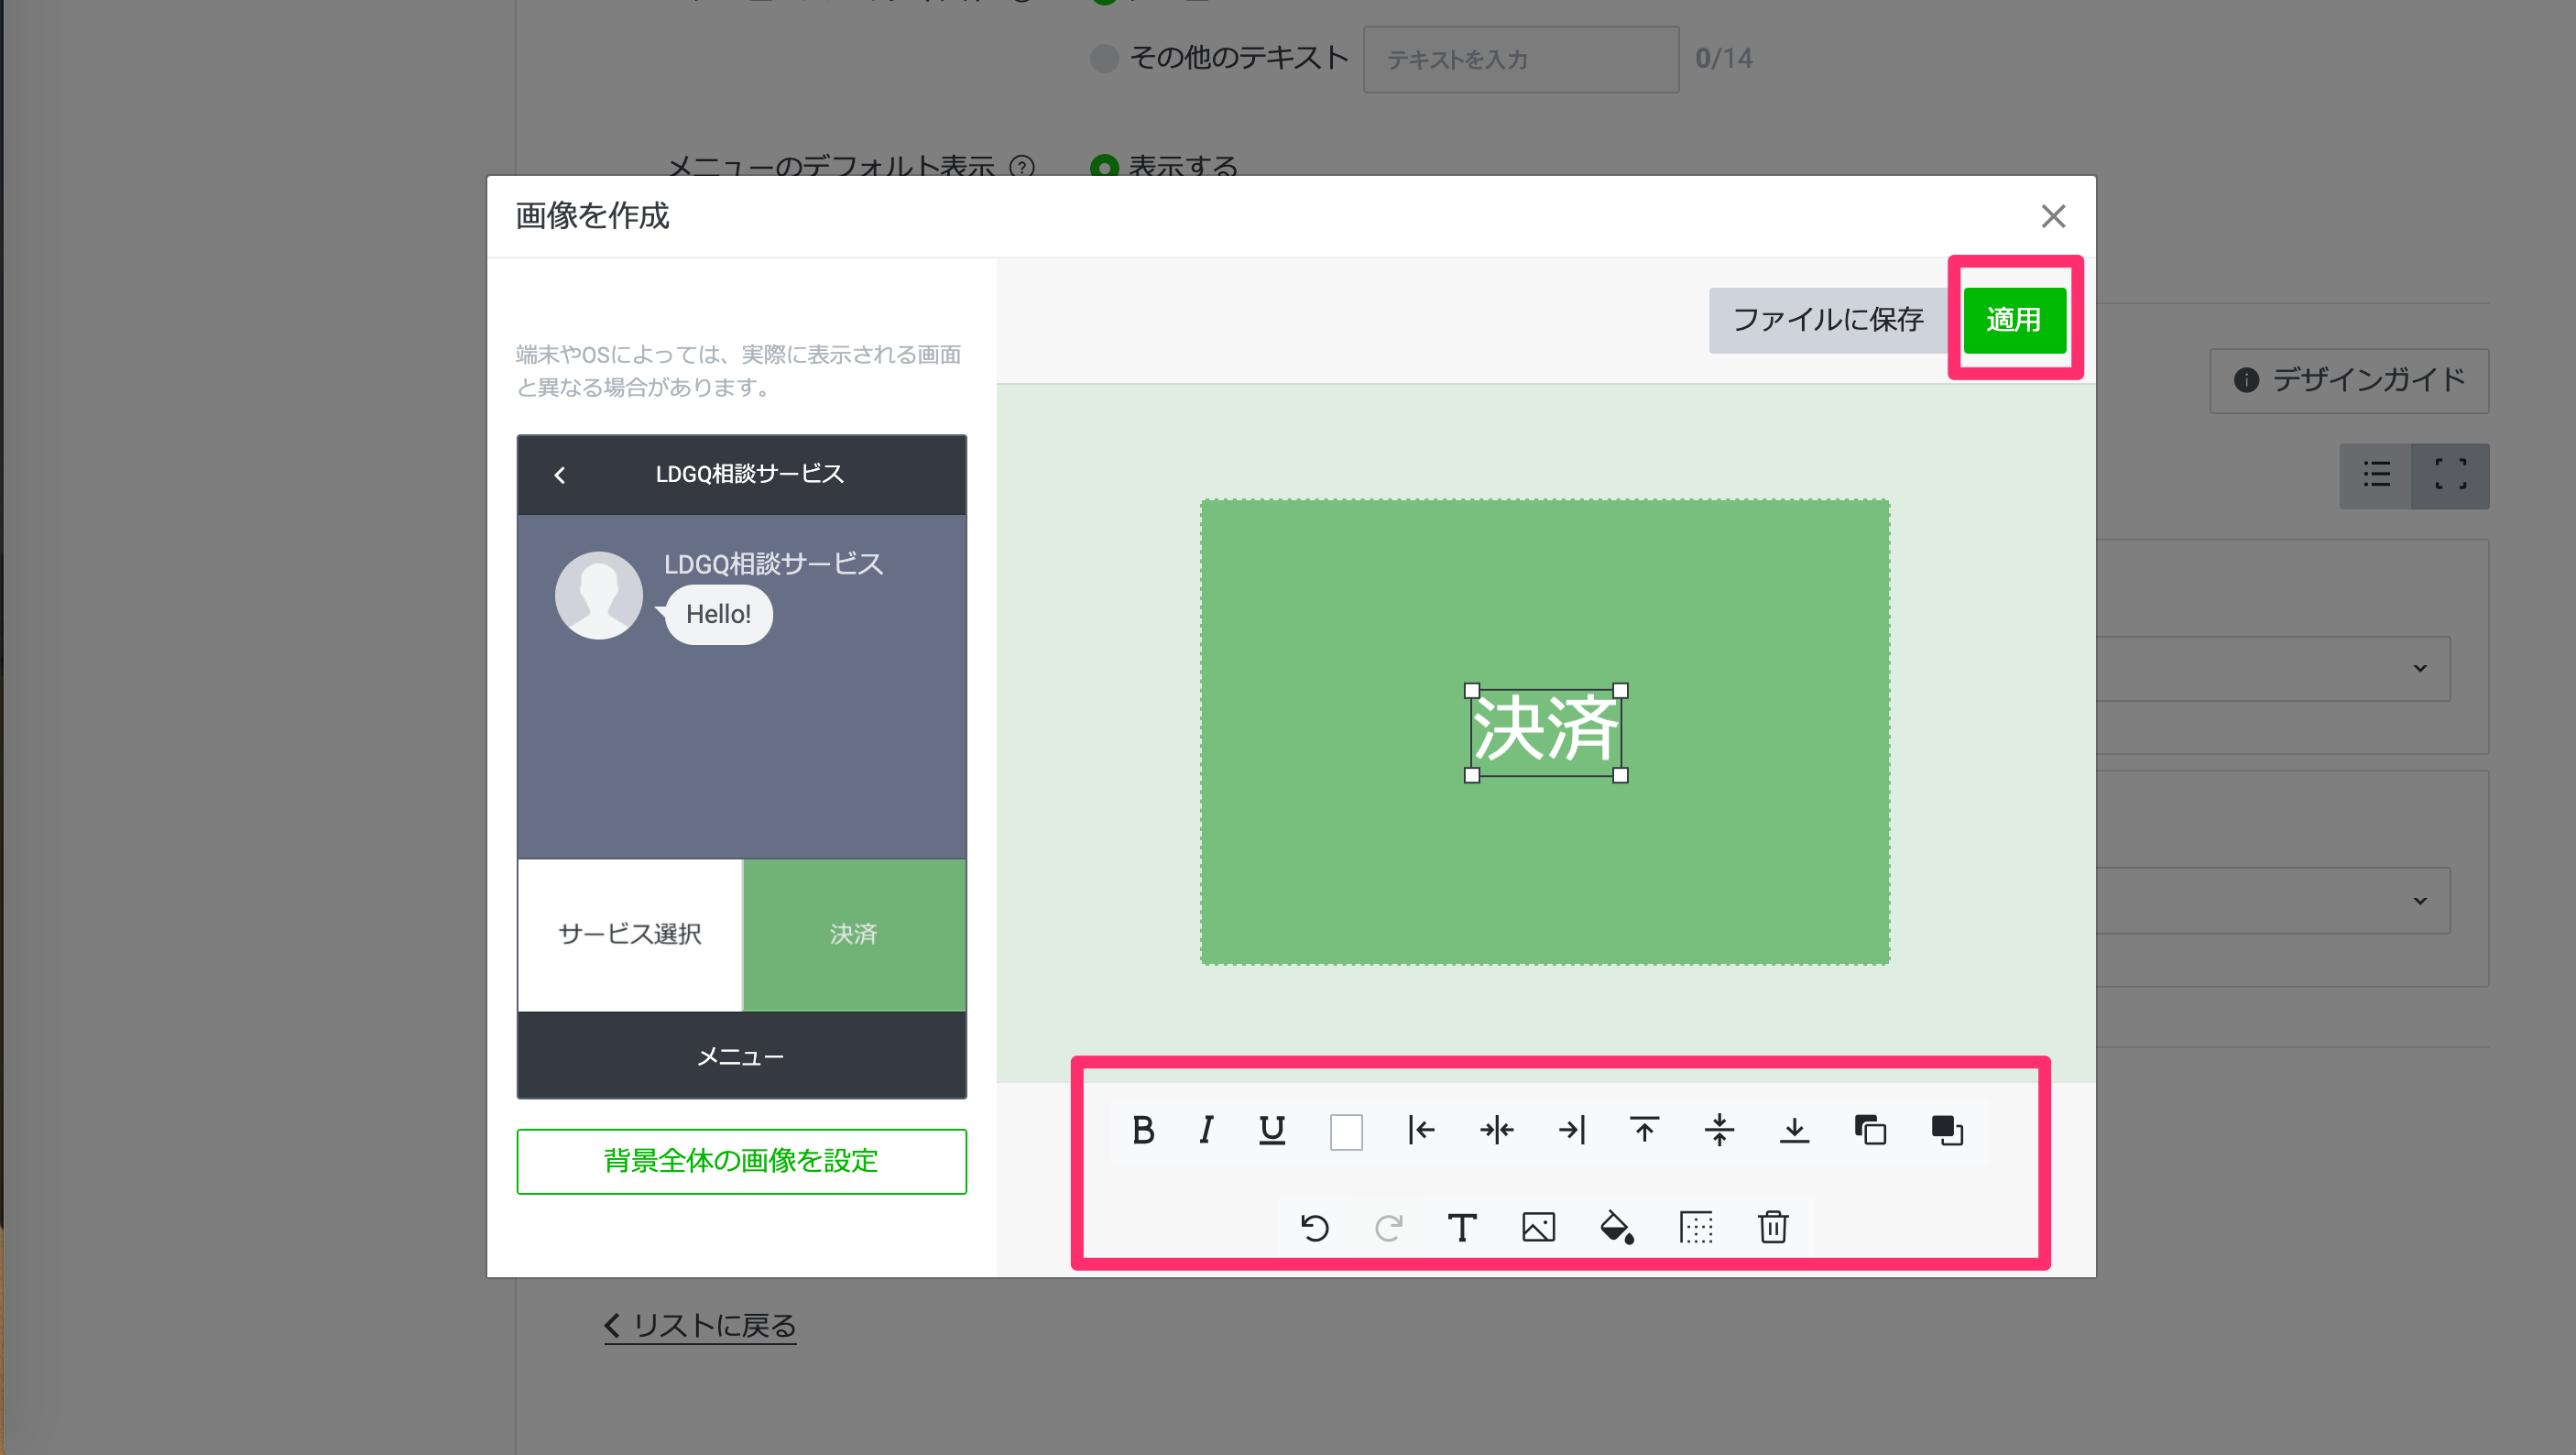 その他のテキスト テキストを入力 0/14
メニューのデフォルト表示 ? 表示する
画像を作成
ファイルに保存 適用
端末やOSによっては、実際に表示される画面
と異なる場合があります。
デザインガイド
LDGQ相談サービス
LDGQ相談サービス
Hello!
決済
サービス選択 決済
メニュー
背景全体の画像を設定
B I U
T
リストに戻る